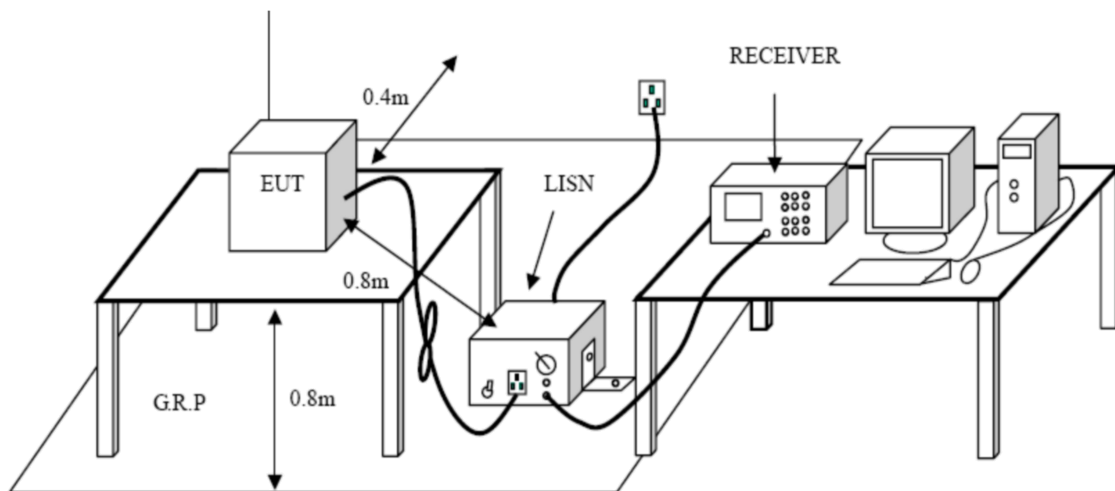 RECEIVER
0.4m
EUT
LISN
0.8m
G.R.P
0.8m